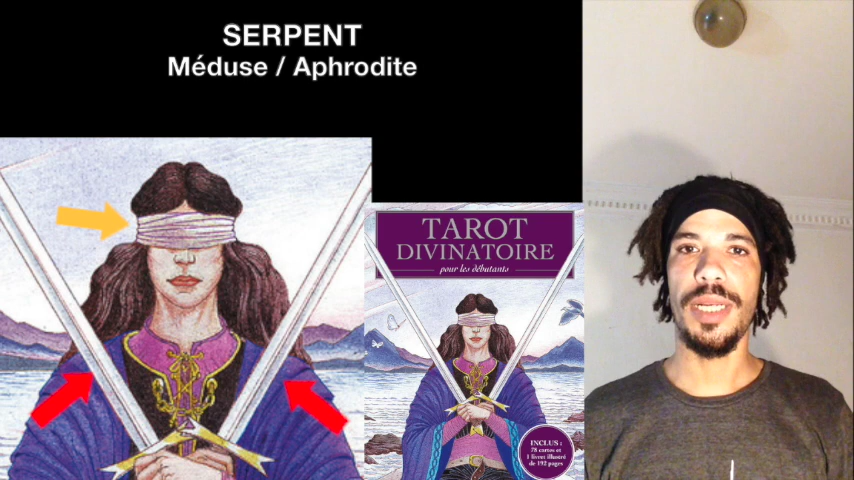 SERPENT
Méduse / Aphrodite
TAROT
DIVINATOIRE
pour les débutants
INCLUS :
78 cartes et
1 livret illustré
de 192 pages